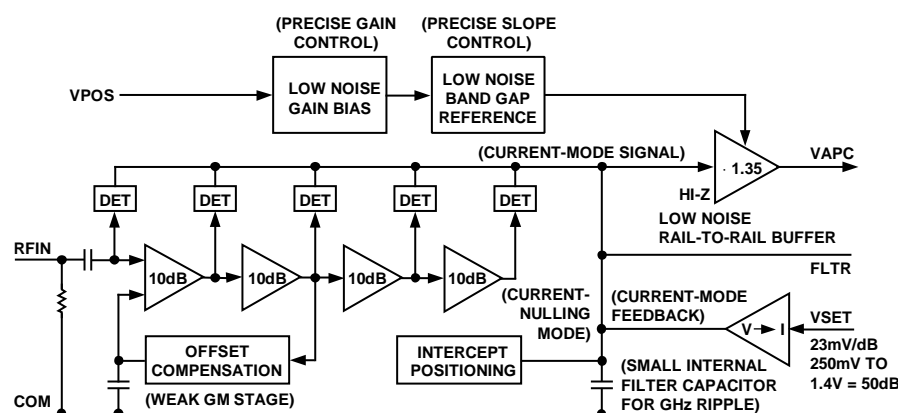 (PRECISE GAIN
CONTROL)
(PRECISE SLOPE
CONTROL)
VPOS
LOW NOISE
GAIN BIAS
LOW NOISE
BAND GAP
REFERENCE
(CURRENT-MODE SIGNAL)
· 1.35
VAPC
HI-Z
LOW NOISE
RAIL-TO-RAIL BUFFER
DET
DET
DET
DET
DET
RFIN
10dB
10dB
10dB
10dB
FLTR
(CURRENT-
NULLING
MODE)
(CURRENT-MODE
FEEDBACK)
V
I
VSET
23mV/dB
250mV TO
1.4V = 50dB
OFFSET
COMPENSATION
INTERCEPT
POSITIONING
(SMALL INTERNAL
FILTER CAPACITOR
FOR GHz RIPPLE)
COM
(WEAK GM STAGE)